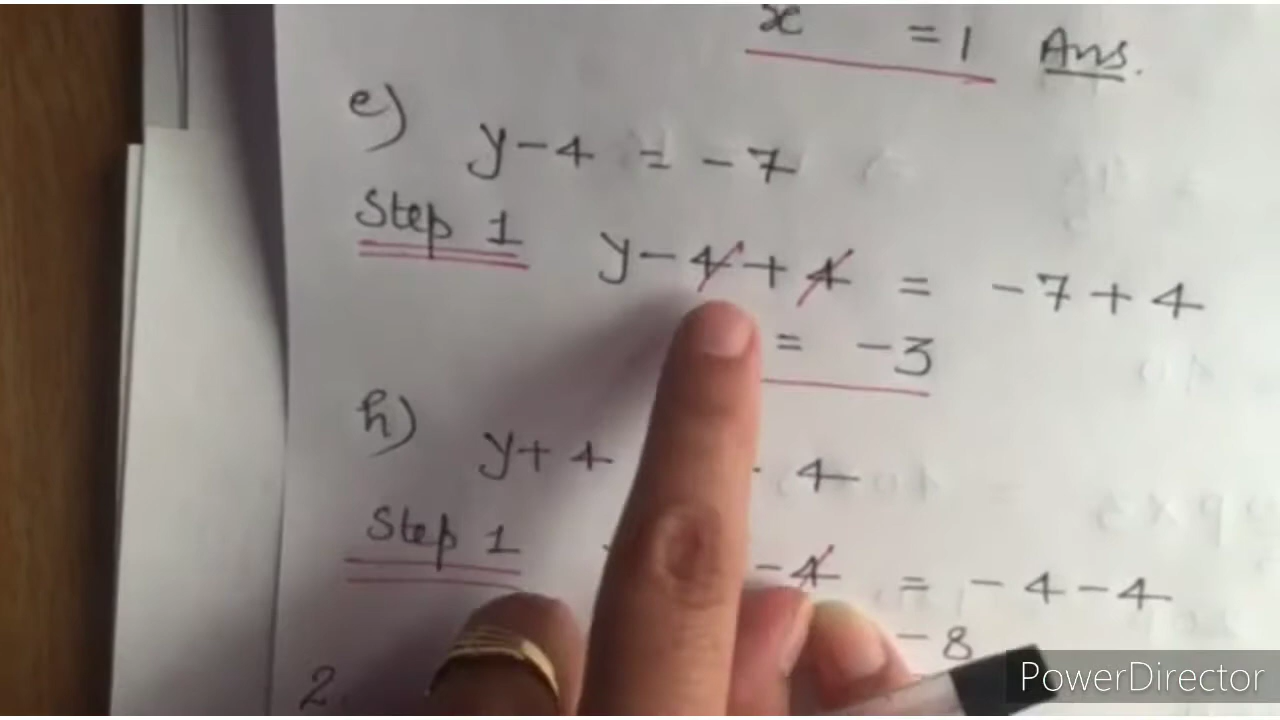 x = 1 Ans.
e)
y - 4 = - 7
Step 1 y - 4 + 4 = - 7 + 4
= - 3
h)
y + 4 4
Step 1 - 4 = - 4 - 4
- 8
2.
PowerDirector